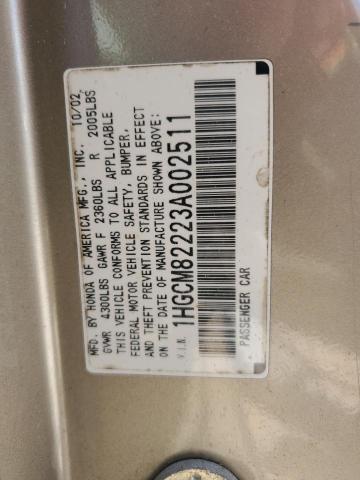 MFD. BY HONDA OF AMERICA MFG., INC. 10/02
GVWR 4300LBS GAWR F 2360LBS R 2005LBS
THIS VEHICLE CONFORMS TO ALL APPLICABLE
FEDERAL MOTOR VEHICLE SAFETY, BUMPER,
AND THEFT PREVENTION STANDARDS IN EFFECT
ON THE DATE OF MANUFACTURE SHOWN ABOVE:
V.I.N. 1HGCM82223A002511
PASSENGER CAR